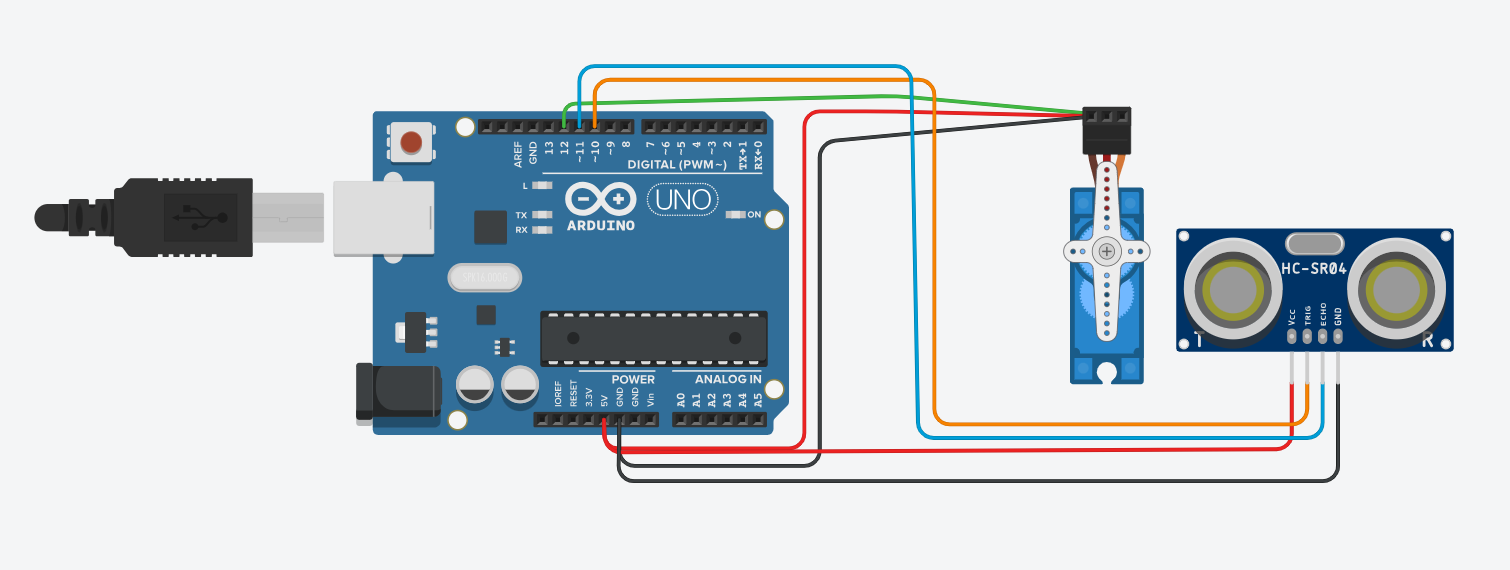 AREF
GND
13
12
~11
~10
~9
8
7
~6
~5
4
~3
2
TX→1
RX←0
DIGITAL (PWM~)
L
TX
RX
UNO
ARDUINO
ON
POWER
ANALOG IN
IOREF
RESET
3.3V
5V
GND
GND
Vin
A0
A1
A2
A3
A4
A5
HC-SR04
Vcc
TRIG
ECHO
GND
T
R